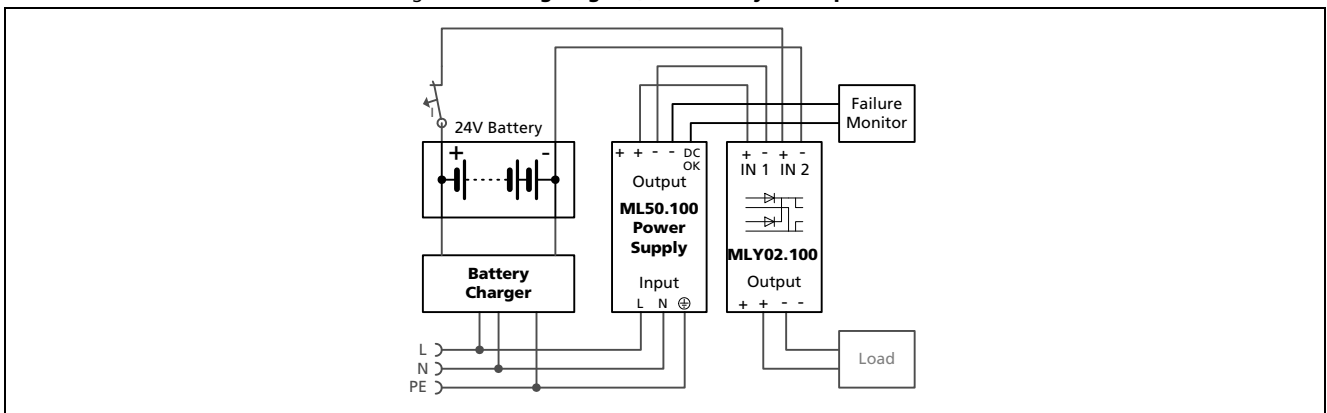 24V Battery
+ -
Battery
Charger
L
N
PE
+ + - - DC
OK
Output
ML50.100
Power
Supply
Input
L N
+ - + -
IN 1 IN 2
MLY02.100
Output
+ + - -
Failure
Monitor
Load
I